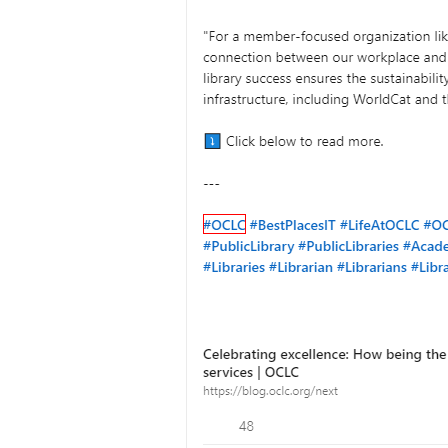 "For a member-focused organization lik
connection between our workplace and
library success ensures the sustainability
infrastructure, including WorldCat and t
Click below to read more.
---
#OCLC #BestPlacesIT #LifeAtOCLC #OC
#PublicLibrary #PublicLibraries #Acade
#Libraries #Librarian #Librarians #Libra
Celebrating excellence: How being the
services | OCLC
https://blog.oclc.org/next
48